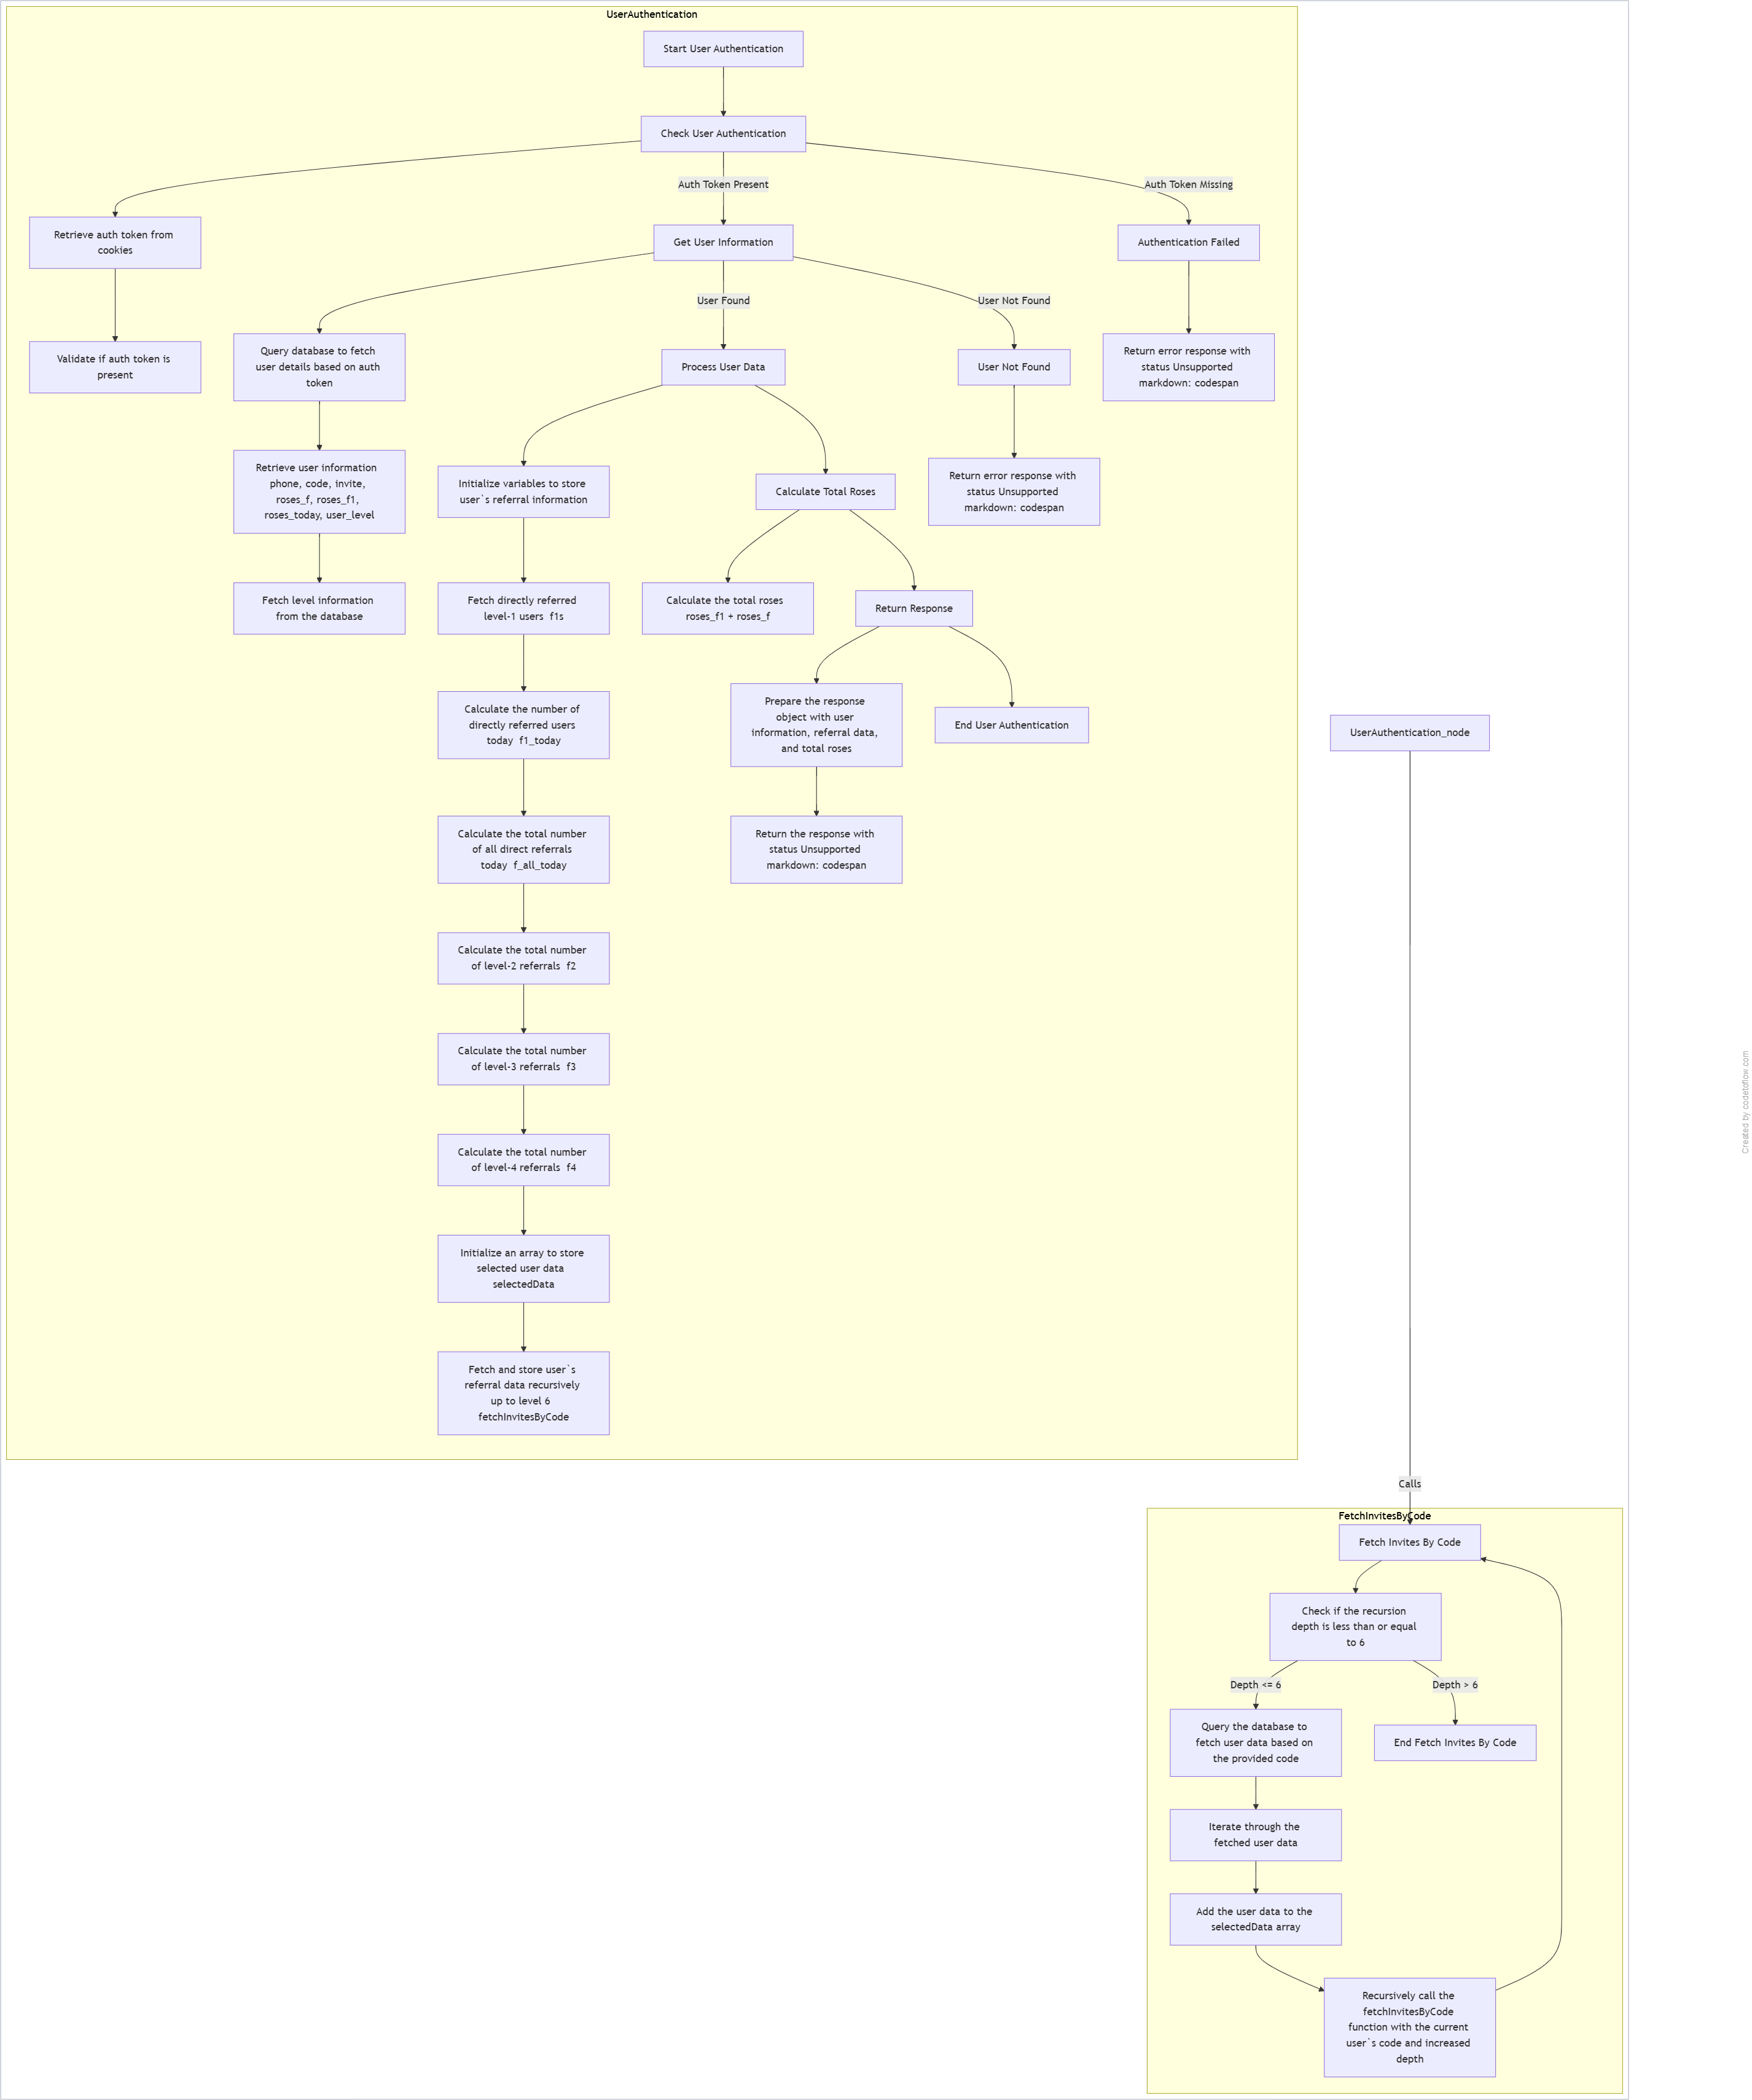 UserAuthentication
Start User Authentication
Check User Authentication
Auth Token Present
Auth Token Missing
Retrieve auth token from
cookies
Get User Information
Authentication Failed
Validate if auth token is
present
User Found
User Not Found
Query database to fetch
user details based on auth
token
Process User Data
User Not Found
Return error response with
status Unsupported
markdown: codespan
Retrieve user information
phone, code, invite,
roses_f, roses_f1,
roses_today, user_level
Initialize variables to store
user`s referral information
Calculate Total Roses
Return error response with
status Unsupported
markdown: codespan
Fetch level information
from the database
Fetch directly referred
level-1 users f1s
Calculate the total roses
roses_f1 + roses_f
Return Response
Calculate the number of
directly referred users
today f1_today
Prepare the response
object with user
information, referral data,
and total roses
End User Authentication
UserAuthentication_node
Calculate the total number
of all direct referrals
today f_all_today
Return the response with
status Unsupported
markdown: codespan
Calculate the total number
of level-2 referrals f2
Calculate the total number
of level-3 referrals f3
Calculate the total number
of level-4 referrals f4
Initialize an array to store
selected user data
selectedData
Fetch and store user`s
referral data recursively
up to level 6
fetchInvitesByCode
Calls
FetchInvitesByCode
Fetch Invites By Code
Check if the recursion
depth is less than or equal
to 6
Depth <= 6
Depth > 6
Query the database to
fetch user data based on
the provided code
End Fetch Invites By Code
Iterate through the
fetched user data
Add the user data to the
selectedData array
Recursively call the
fetchInvitesByCode
function with the current
user`s code and increased
depth
Created by codetoflow.com